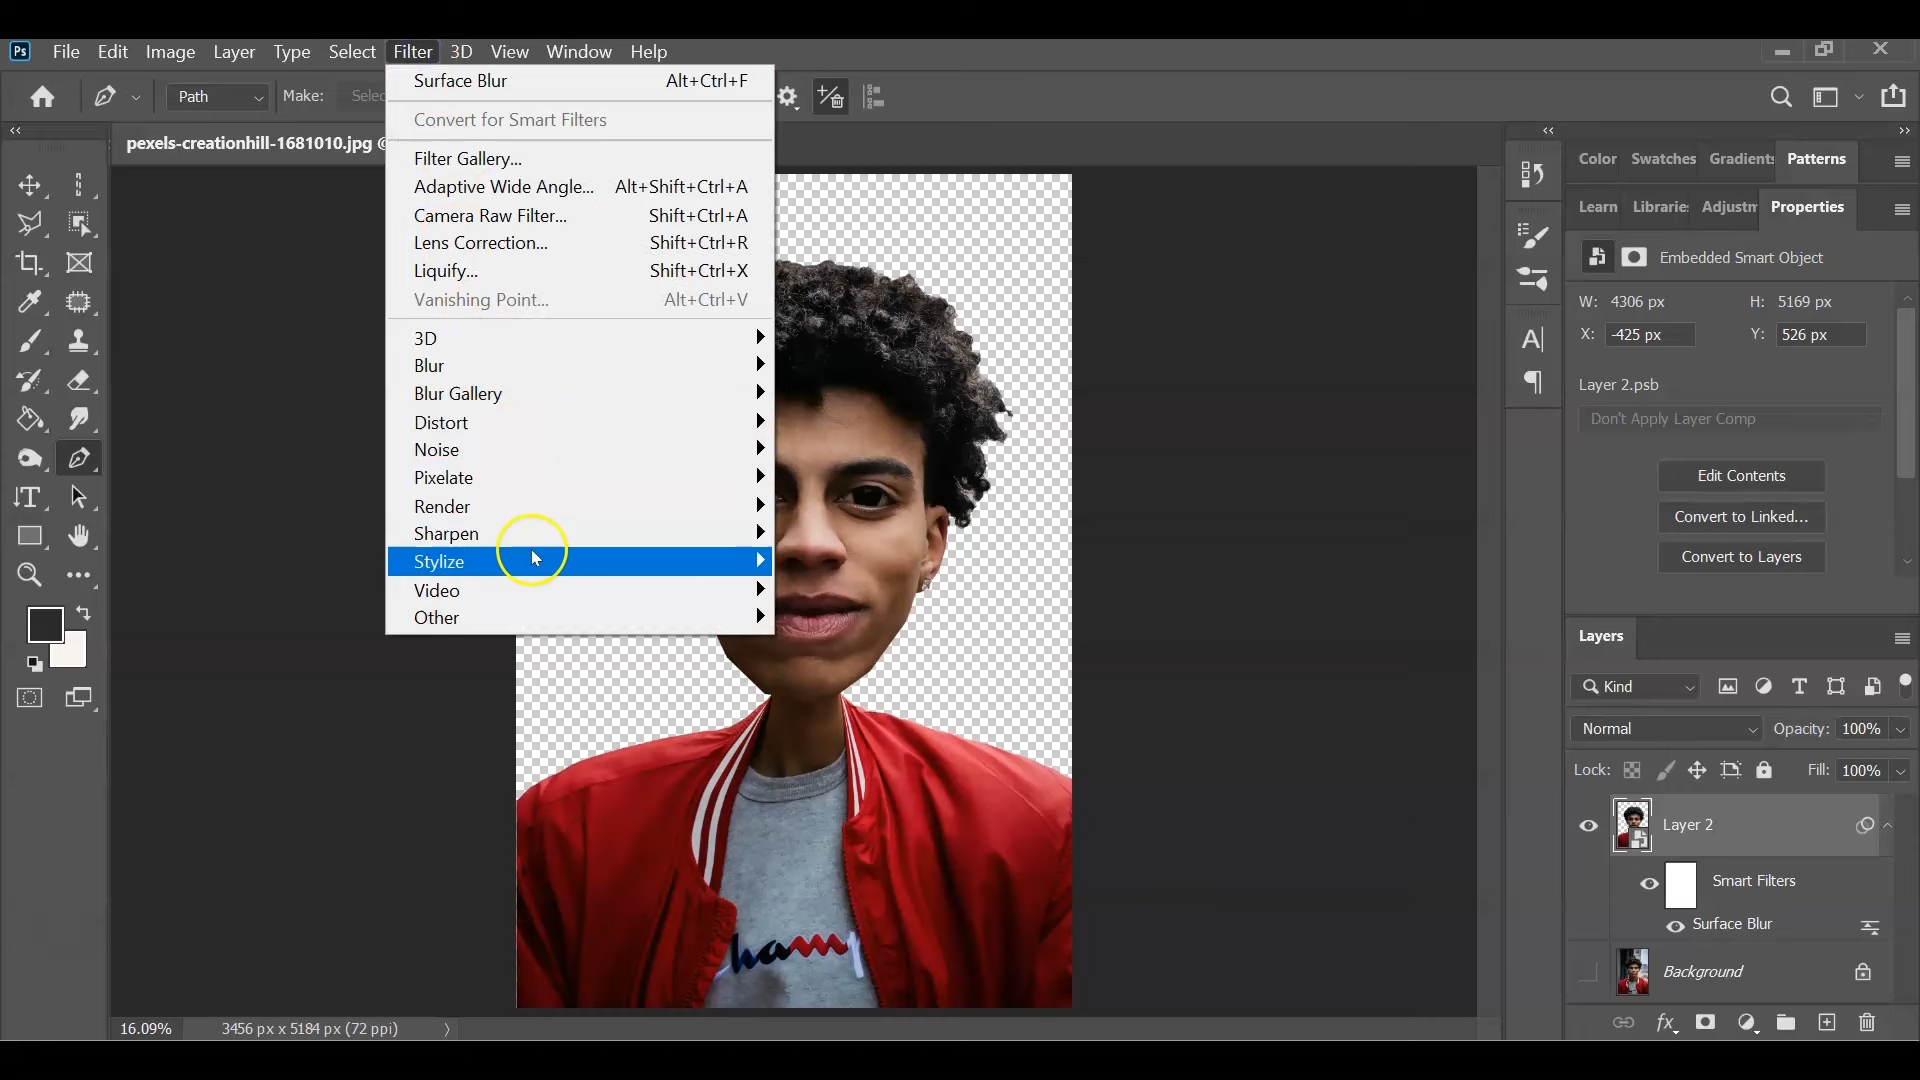 Ps File Edit Image Layer Type Select Filter 3D View Window Help
Path Make:
pexels-creationhill-1681010.jpg @
Surface Blur Alt+Ctrl+F
Convert for Smart Filters
Filter Gallery...
Adaptive Wide Angle... Alt+Shift+Ctrl+A
Camera Raw Filter... Shift+Ctrl+A
Lens Correction... Shift+Ctrl+R
Liquify... Shift+Ctrl+X
Vanishing Point... Alt+Ctrl+V
3D
Blur
Blur Gallery
Distort
Noise
Pixelate
Render
Sharpen
Stylize
Video
Other
Color Swatches Gradients Patterns
Learn Libraries Adjustm Properties
Embedded Smart Object
W: 4306 px H: 5169 px
X: -425 px Y: 526 px
Layer 2.psb
Don't Apply Layer Comp
Edit Contents
Convert to Linked...
Convert to Layers
Layers
Kind
Normal Opacity: 100%
Lock: Fill: 100%
Layer 2
Smart Filters
Surface Blur
Background
fx
16.09% 3456 px x 5184 px (72 ppi)